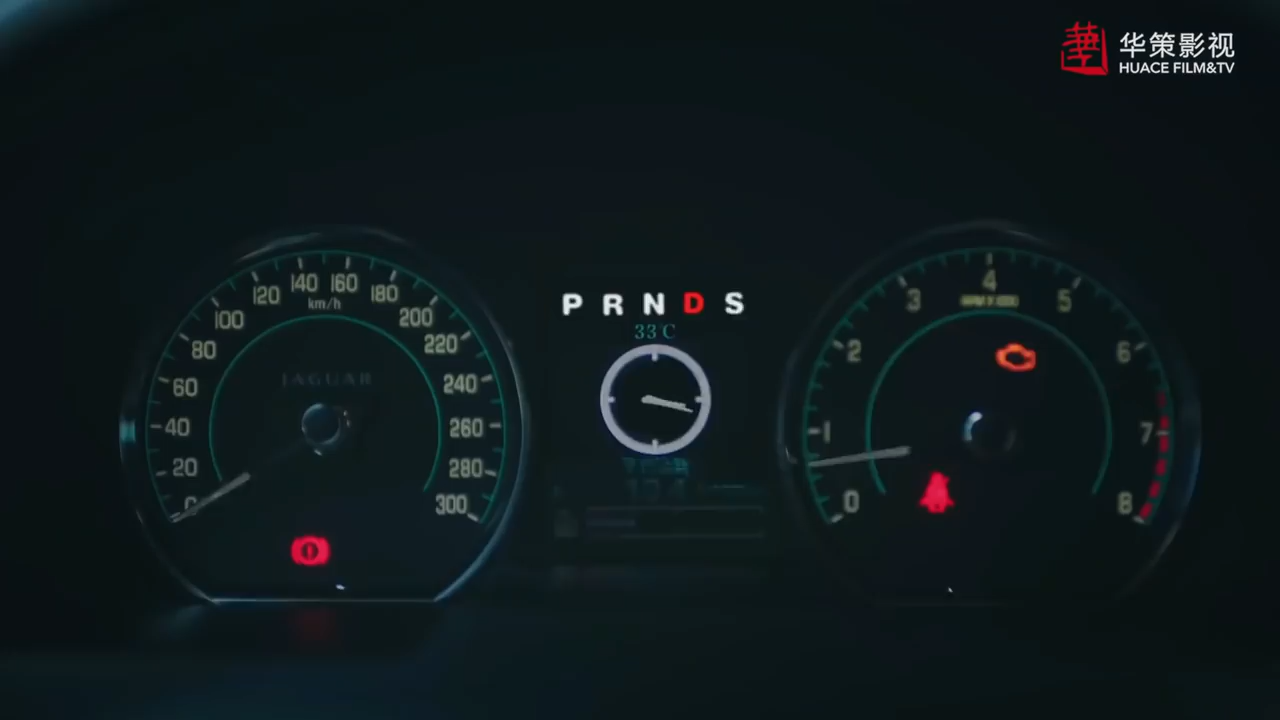 華
华策影视
HUACE FILM&TV
0 20 40 60 80 100 120 140 160 180 200 220 240 260 280 300
km/h
JAGUAR
P R N D S
33°C
0 1 2 3 4 5 6 7 8